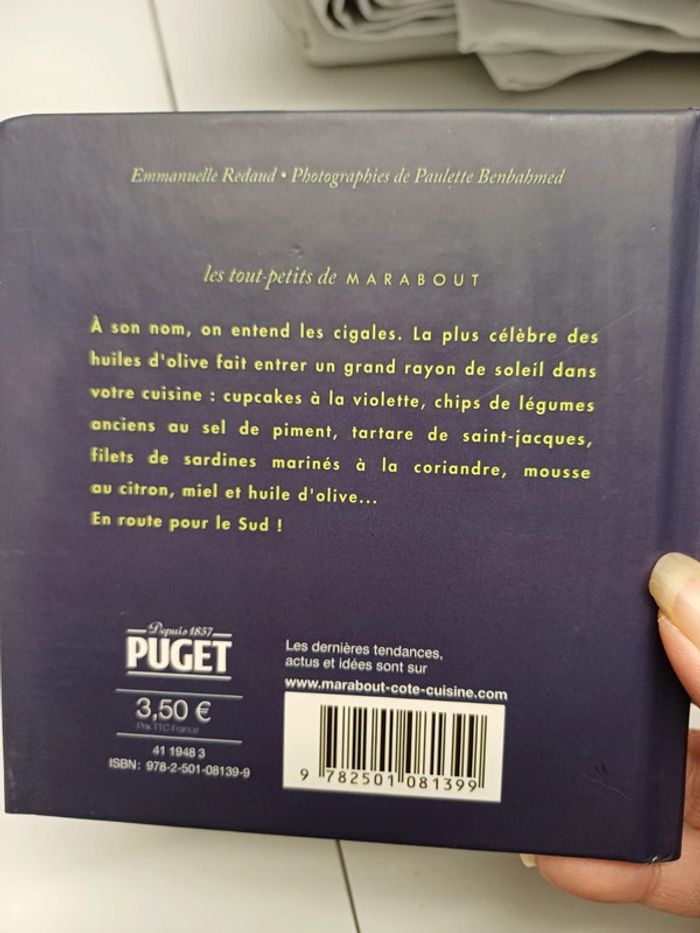 Emmanuelle Redaud • Photographies de Paulette Benbahmed
les tout-petits de MARABOUT
À son nom, on entend les cigales. La plus célèbre des
huiles d'olive fait entrer un grand rayon de soleil dans
votre cuisine : cupcakes à la violette, chips de légumes
anciens au sel de piment, tartare de saint-jacques,
filets de sardines marinés à la coriandre, mousse
au citron, miel et huile d'olive...
En route pour le Sud !
Depuis 1857
PUGET
3,50 €
Prix TTC France
41 1948 3
ISBN: 978-2-501-08139-9
Les dernières tendances,
actus et idées sont sur
www.marabout-cote-cuisine.com
9 782501 081399